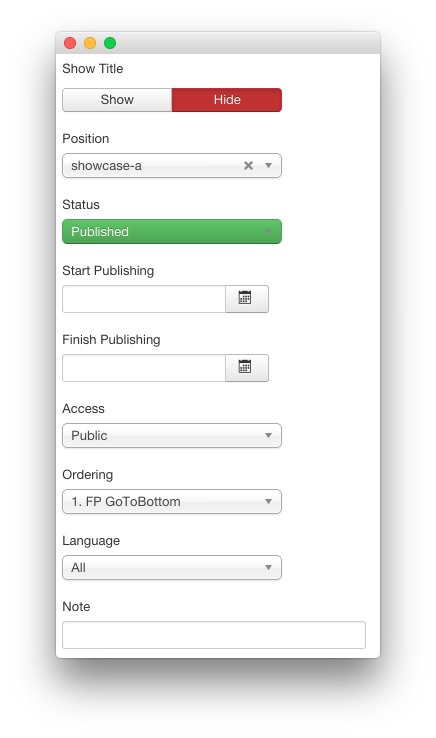 Show Title
Show Hide
Position
showcase-a
Status
Published
Start Publishing
Finish Publishing
Access
Public
Ordering
1. FP GoToBottom
Language
All
Note